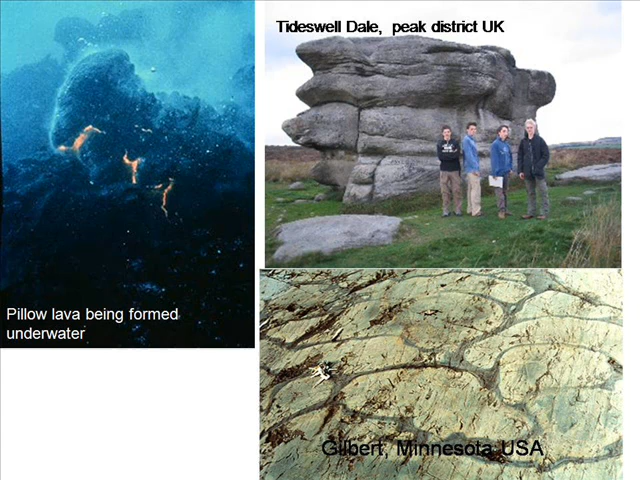 Tideswell Dale,  peak district UK
Pillow lava being formed
underwater
Gilbert, Minnesota USA